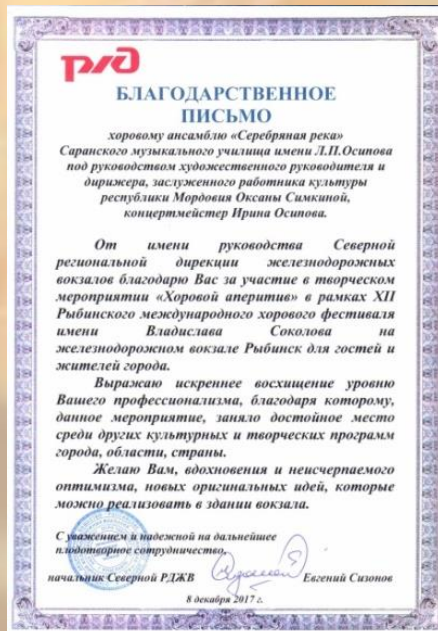 ржд
БЛАГОДАРСТВЕННОЕ
ПИСЬМО
хоровому ансамблю «Серебряная река»
Саранского музыкального училища имени Л.П.Осипова
под руководством художественного руководителя и
дирижера, заслуженного работника культуры
республики Мордовия Оксаны Симкиной,
концертмейстер Ирина Осипова.
От имени руководства Северной
региональной дирекции железнодорожных
вокзалов благодарю Вас за участие в творческом
мероприятии «Хоровой аперитив» в рамках XII
Рыбинского международного хорового фестиваля
имени Владислава Соколова на
железнодорожном вокзале Рыбинск для гостей и
жителей города.
Выражаю искреннее восхищение уровню
Вашего профессионализма, благодаря которому,
данное мероприятие, заняло достойное место
среди других культурных и творческих программ
города, области, страны.
Желаю Вам, вдохновения и неисчерпаемого
оптимизма, новых оригинальных идей, которые
можно реализовать в здании вокзала.
С уважением и надежной на дальнейшее
плодотворное сотрудничество,
начальник Северной РДЖВ Евгений Сизопов
8 декабря 2017 г.